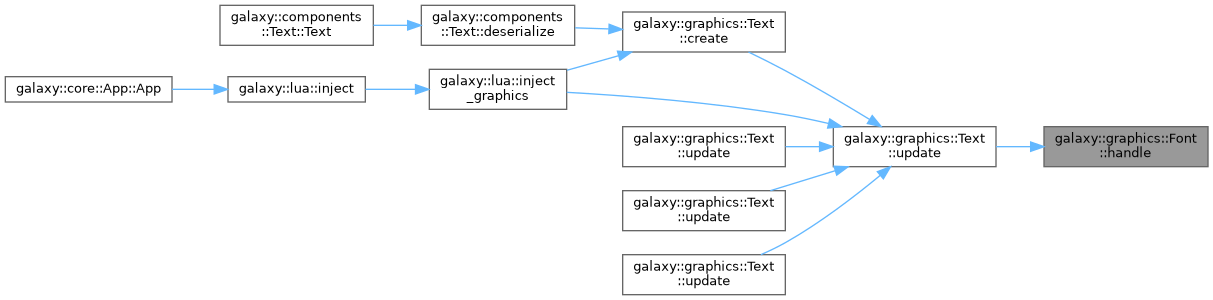 galaxy::components
::Text::Text
galaxy::components
::Text::deserialize
galaxy::graphics::Text
::create
galaxy::core::App::App
galaxy::lua::inject
galaxy::lua::inject
_graphics
galaxy::graphics::Text
::update
galaxy::graphics::Text
::update
galaxy::graphics::Font
::handle
galaxy::graphics::Text
::update
galaxy::graphics::Text
::update